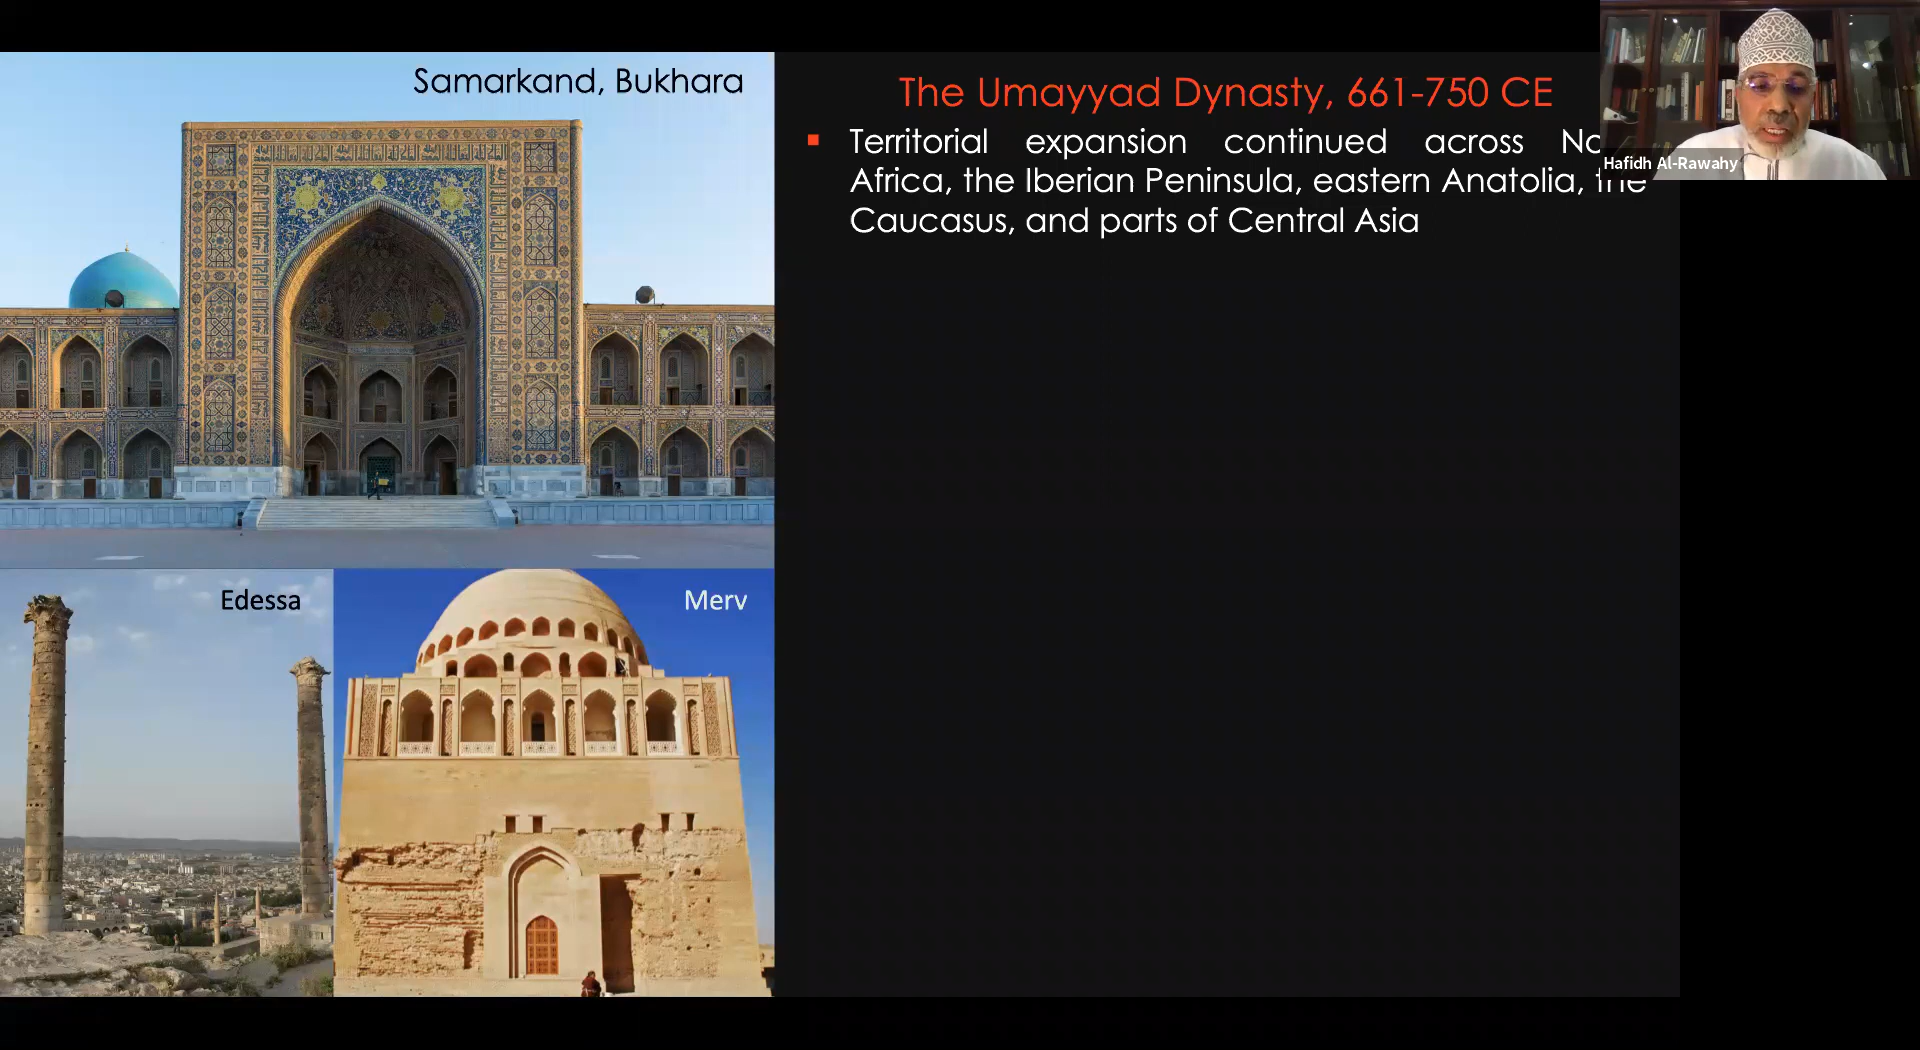 Samarkand, Bukhara
The Umayyad Dynasty, 661-750 CE
Territorial expansion continued across
Africa, the Iberian Peninsula, eastern Anatolia, the
Caucasus, and parts of Central Asia
Hafidh Al-Rawahy
Edessa
Merv